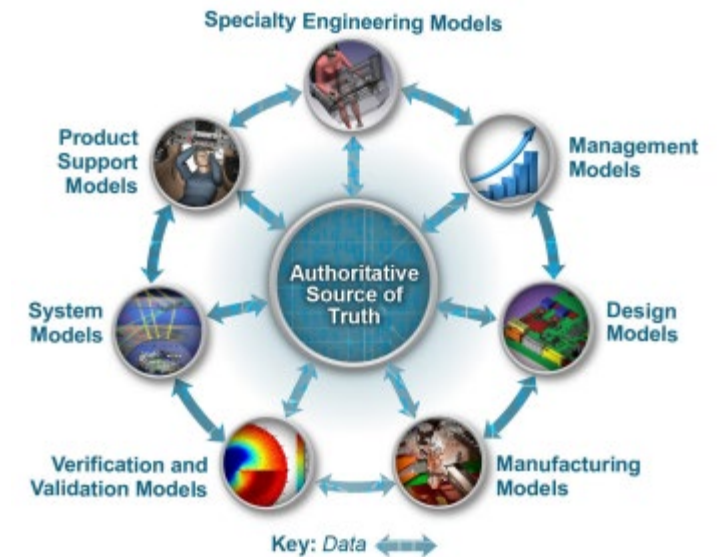 Specialty Engineering Models
Product
Support
Models
Management
Models
Authoritative
Source of
Truth
System
Models
Design
Models
Verification and
Validation Models
Manufacturing
Models
Key: Data